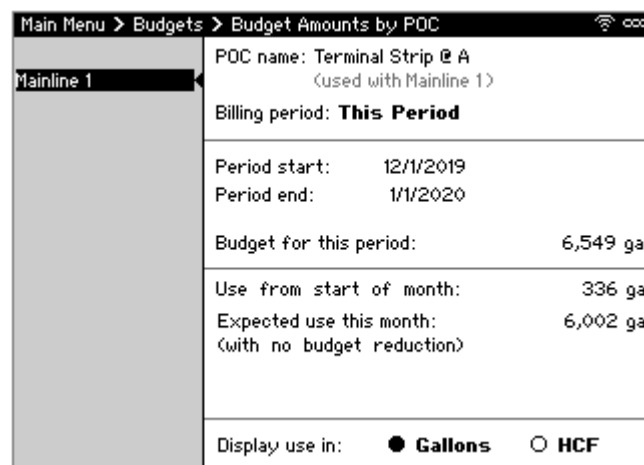 Main Menu > Budgets > Budget Amounts by POC
Mainline 1
POC name: Terminal Strip @ A
(used with Mainline 1)
Billing period: This Period
Period start: 12/1/2019
Period end: 1/1/2020
Budget for this period: 6,549 ga
Use from start of month: 336 ga
Expected use this month: 6,002 ga
(with no budget reduction)
Display use in: Gallons HCF